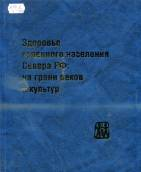 Здоровье
коренного населения
Севера РФ:
на грани веков
и культур